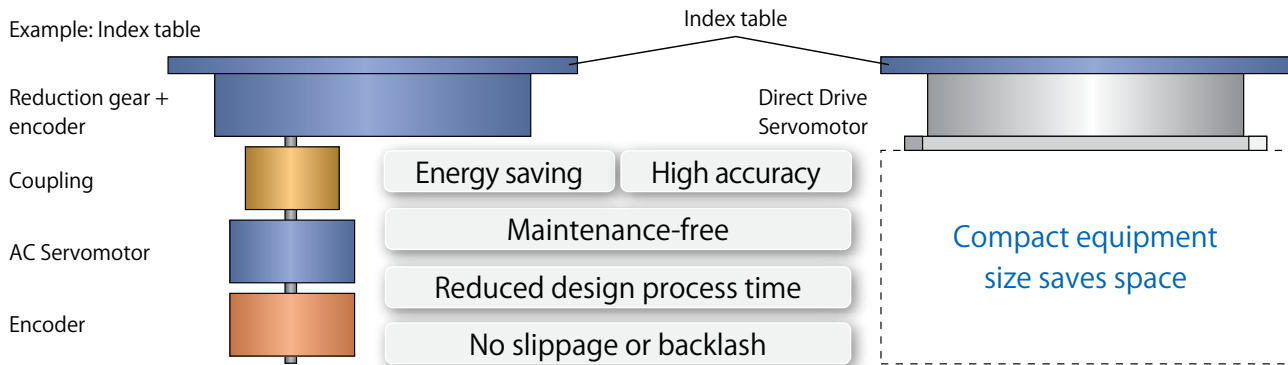 Example: Index table
Index table
Reduction gear +
encoder
Direct Drive
Servomotor
Coupling
Energy saving
High accuracy
AC Servomotor
Maintenance-free
Reduced design process time
Encoder
No slippage or backlash
Compact equipment
size saves space